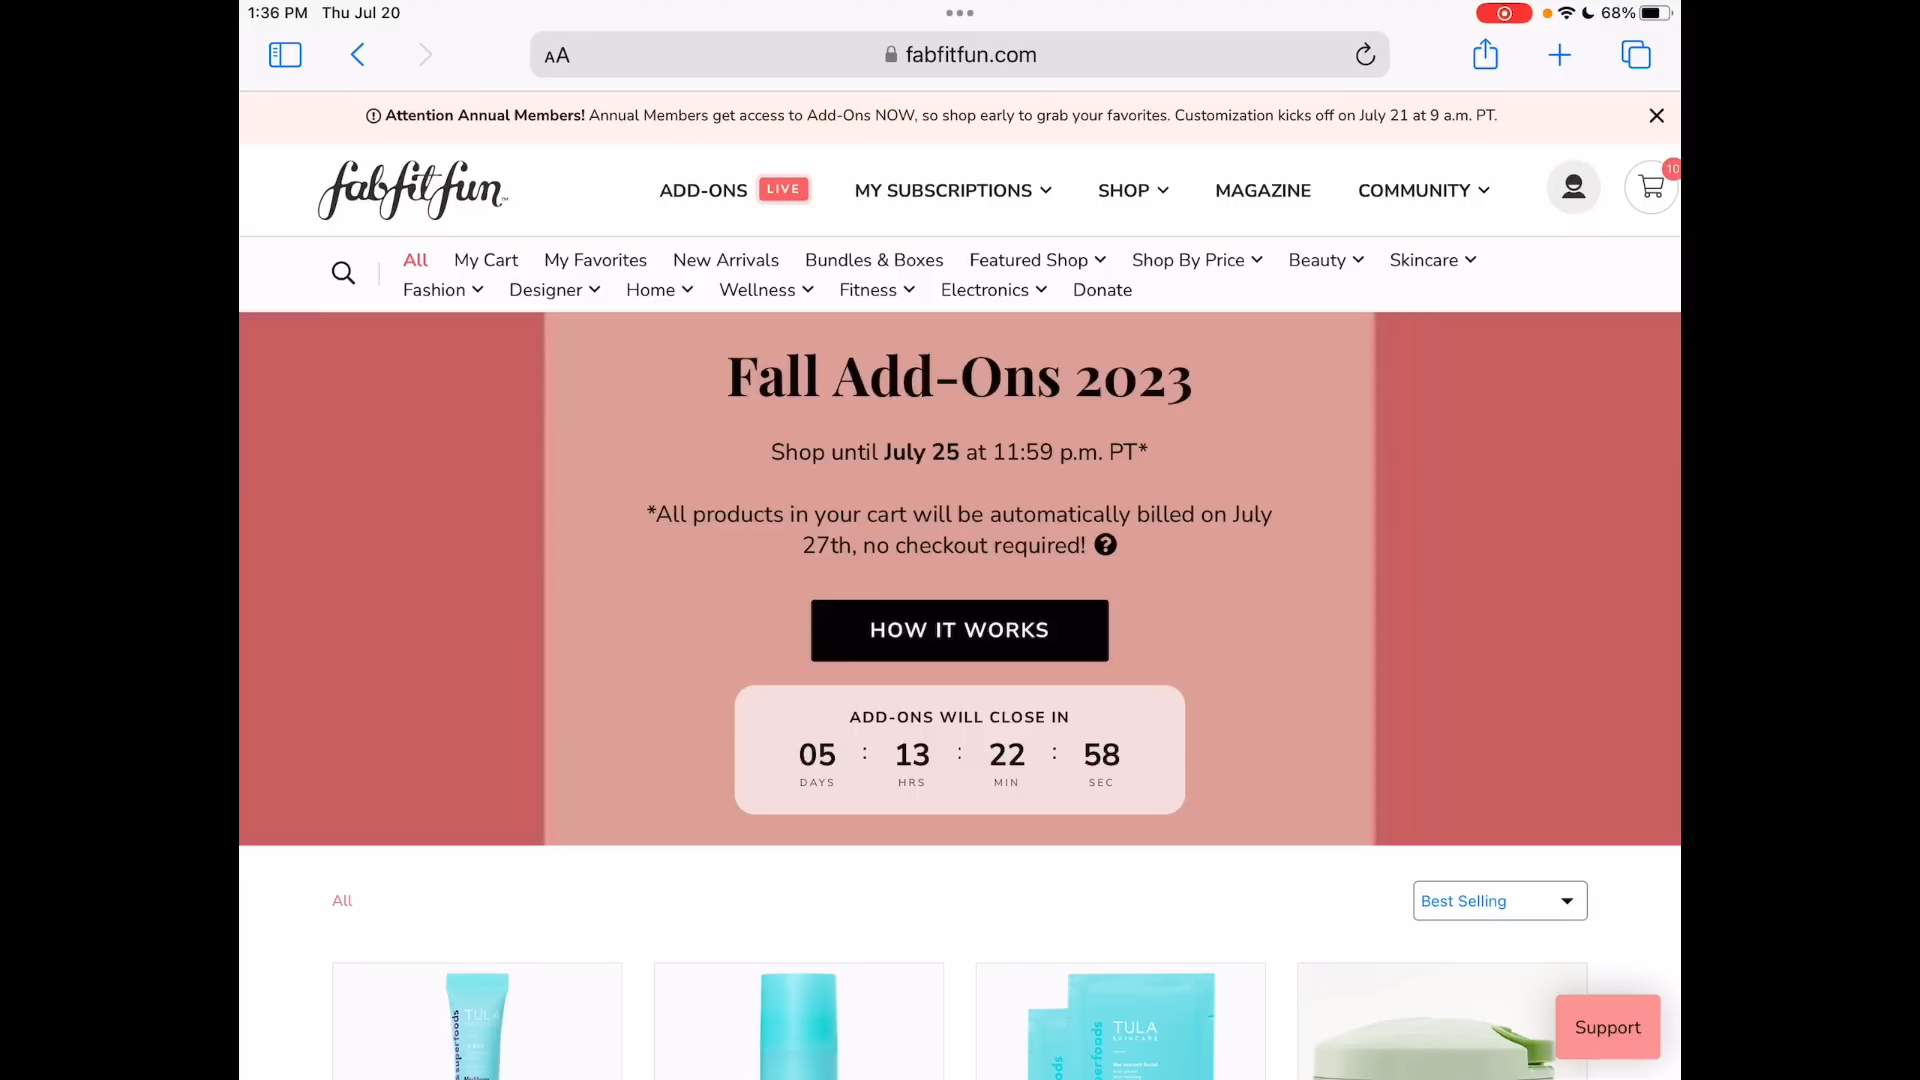 1:36 PM Thu Jul 20
68%
AA
fabfitfun.com
Attention Annual Members! Annual Members get access to Add-Ons NOW, so shop early to grab your favorites. Customization kicks off on July 21 at 9 a.m. PT.
fabfitfun
ADD-ONS LIVE MY SUBSCRIPTIONS SHOP MAGAZINE COMMUNITY 10
All My Cart My Favorites New Arrivals Bundles & Boxes Featured Shop Shop By Price Beauty Skincare
Fashion Designer Home Wellness Fitness Electronics Donate
Fall Add-Ons 2023
Shop until July 25 at 11:59 p.m. PT*
*All products in your cart will be automatically billed on July
27th, no checkout required!
HOW IT WORKS
ADD-ONS WILL CLOSE IN
05 : 13 : 22 : 58
DAYS HRS MIN SEC
All
Best Selling
TULA
superfoods
TULA
SKINCARE
Support